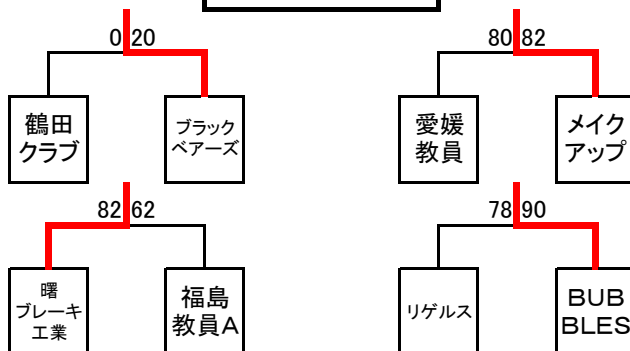 0 20
80 82
鶴田
クラブ
ブラック
ベアーズ
愛媛
教員
メイク
アップ
82 62
78 90
曙
ブレーキ
工業
福島
教員A
リゲルス
BUB
BLES